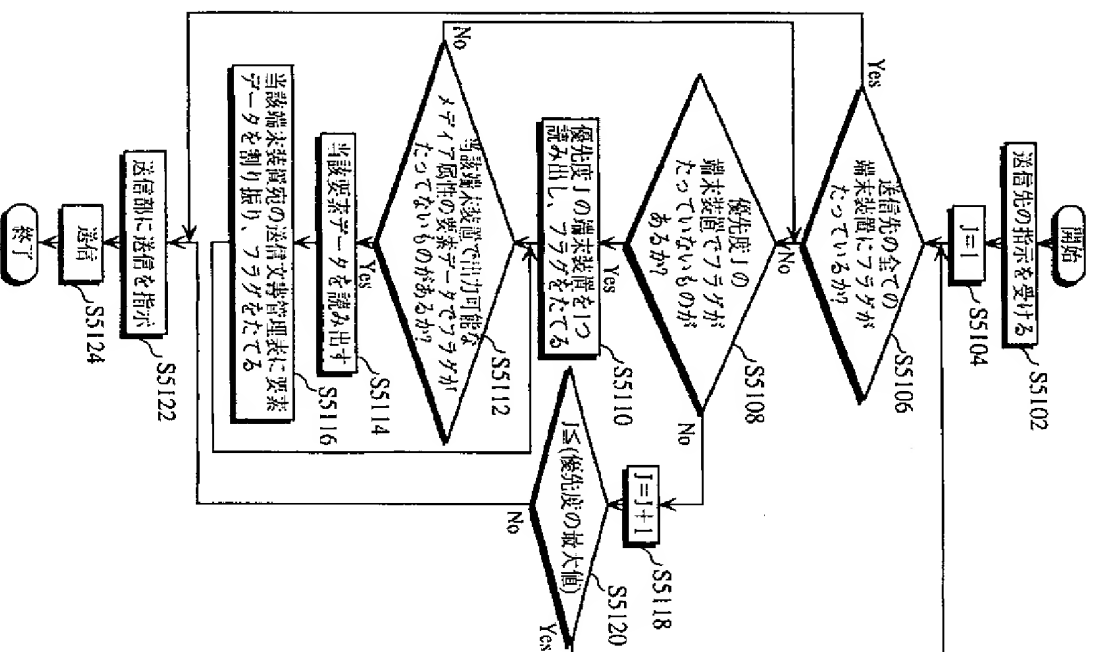 開始
送信先の指示を受ける
S5102
J=1
S5104
送信先の全ての
端末装置にフラグが
たっているか?
S5106
Yes
No
優先度Jの
端末装置でフラグが
たっていないものが
あるか?
S5108
Yes
No
優先度Jの端末装置を1つ
読み出し、フラグをたてる
S5110
当該端末装置で出力可能な
メディア属性の要素データでフラグが
たってないものがあるか?
S5112
No
Yes
当該要素データを読み出す
S5114
当該端末装置宛の送信文書管理表に要素
データを割り振り、フラグをたてる
S5116
J=J+1
S5118
J≦(優先度の最大値)
S5120
No
Yes
送信部に送信を指示
S5122
送信
S5124
終了